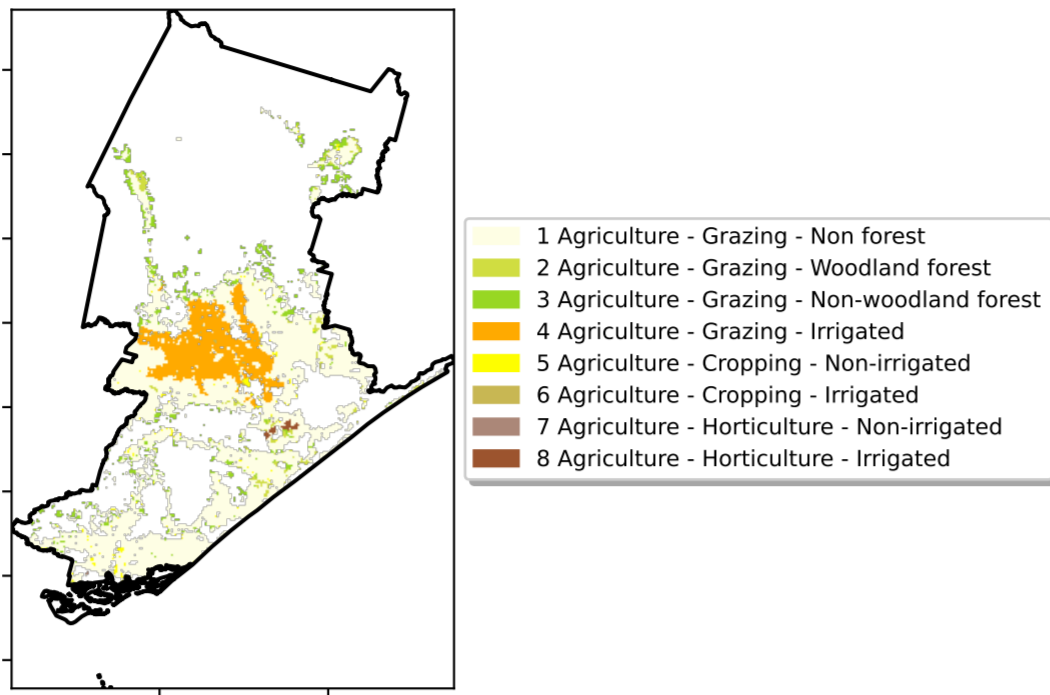 1 Agriculture - Grazing - Non forest
2 Agriculture - Grazing - Woodland forest
3 Agriculture - Grazing - Non-woodland forest
4 Agriculture - Grazing - Irrigated
5 Agriculture - Cropping - Non-irrigated
6 Agriculture - Cropping - Irrigated
7 Agriculture - Horticulture - Non-irrigated
8 Agriculture - Horticulture - Irrigated